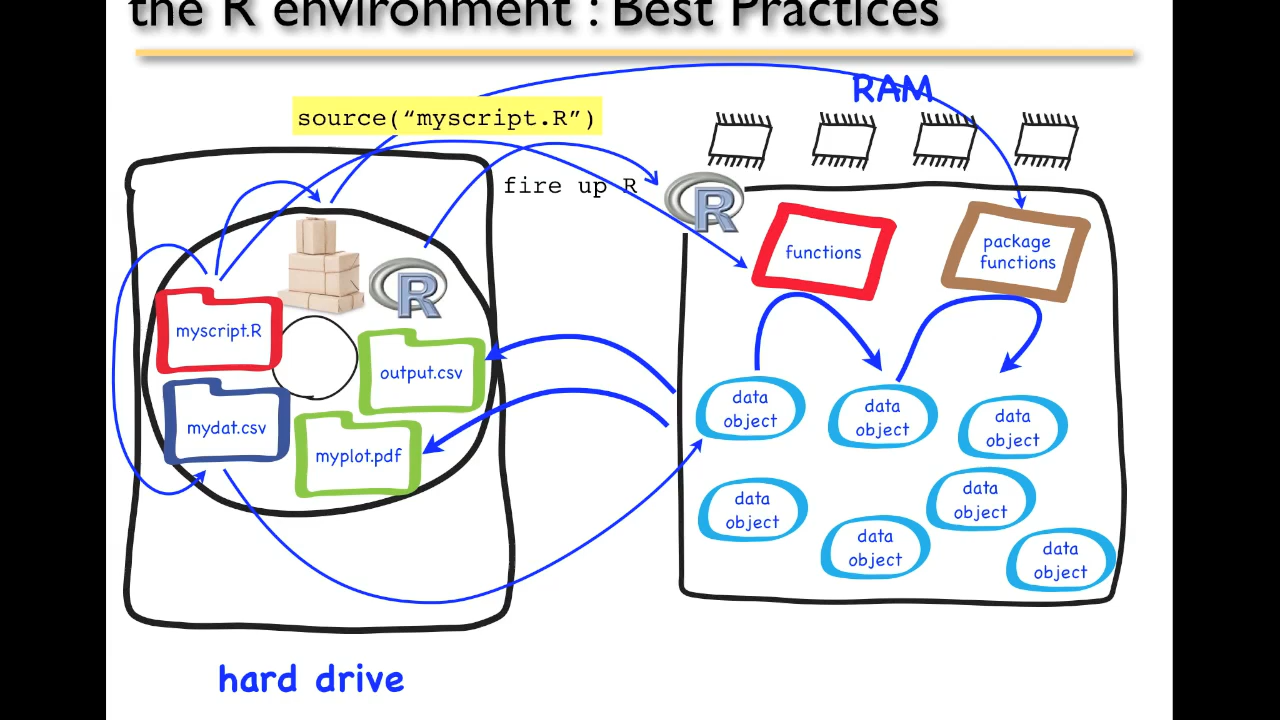 the R environment : Best Practices
RAM
source(“myscript.R”)
fire up R
R
functions
package
functions
R
myscript.R
output.csv
mydat.csv
myplot.pdf
data
object
data
object
data
object
data
object
data
object
data
object
data
object
hard drive